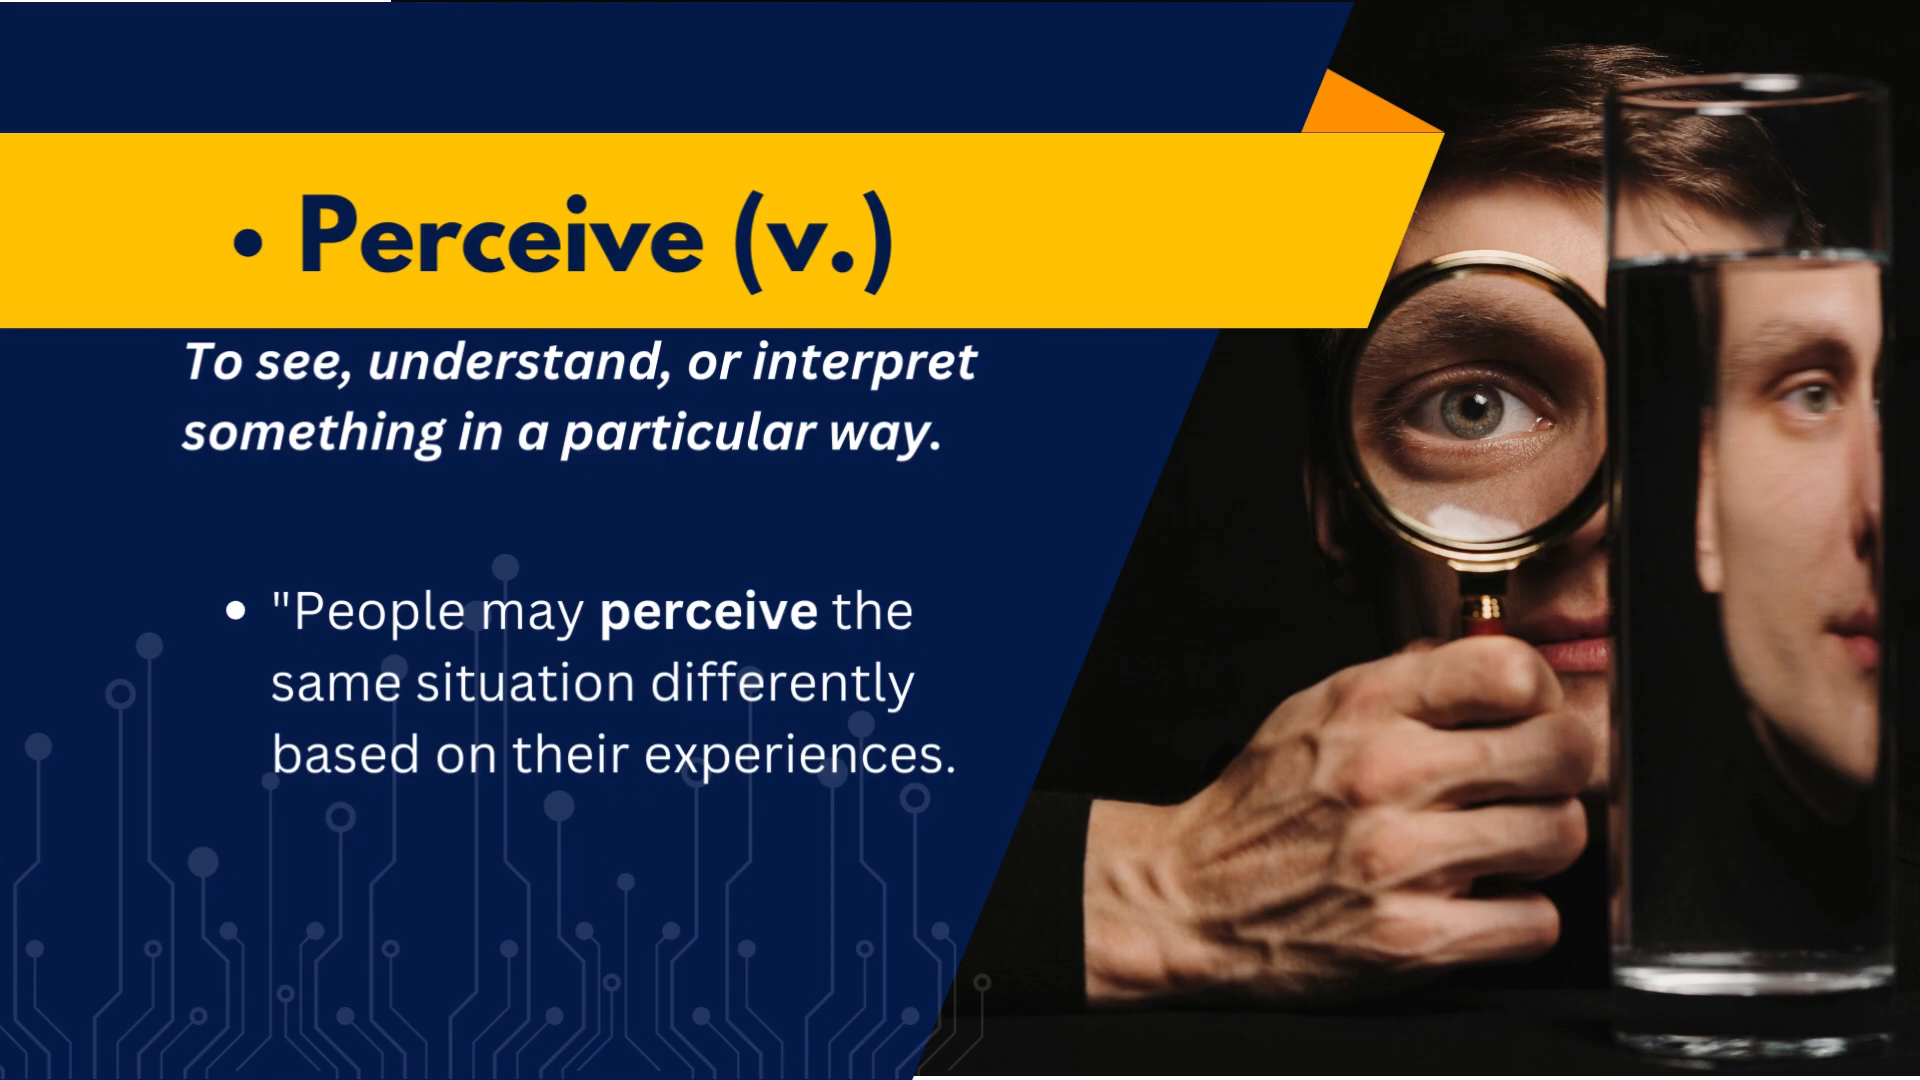 • Perceive (v.)
To see, understand, or interpret
something in a particular way.
• "People may perceive the
same situation differently
based on their experiences.